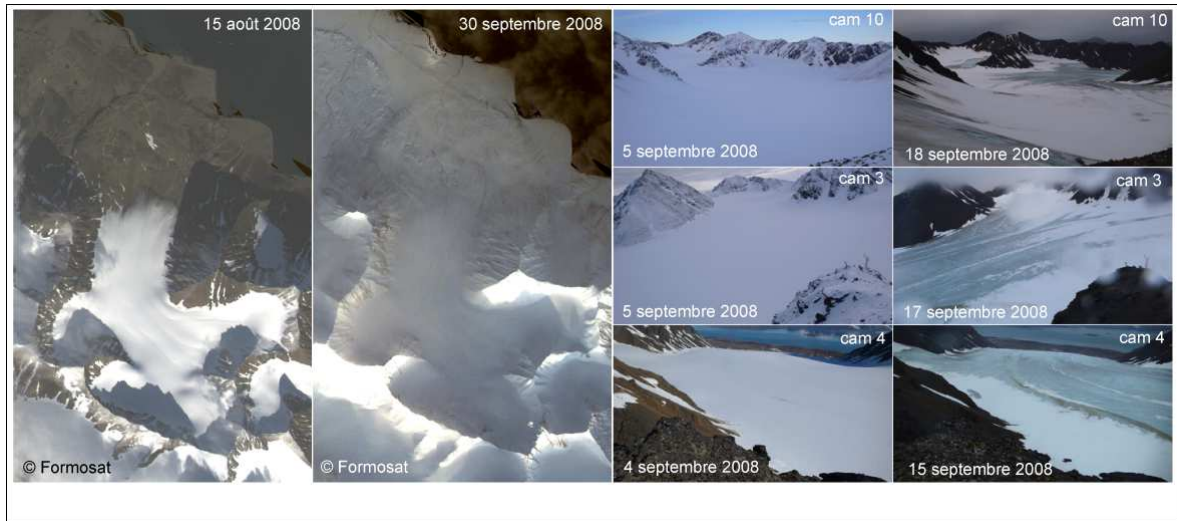 15 août 2008
© Formosat
30 septembre 2008
© Formosat
cam 10
5 septembre 2008
cam 10
18 septembre 2008
cam 3
5 septembre 2008
cam 3
17 septembre 2008
cam 4
4 septembre 2008
cam 4
15 septembre 2008